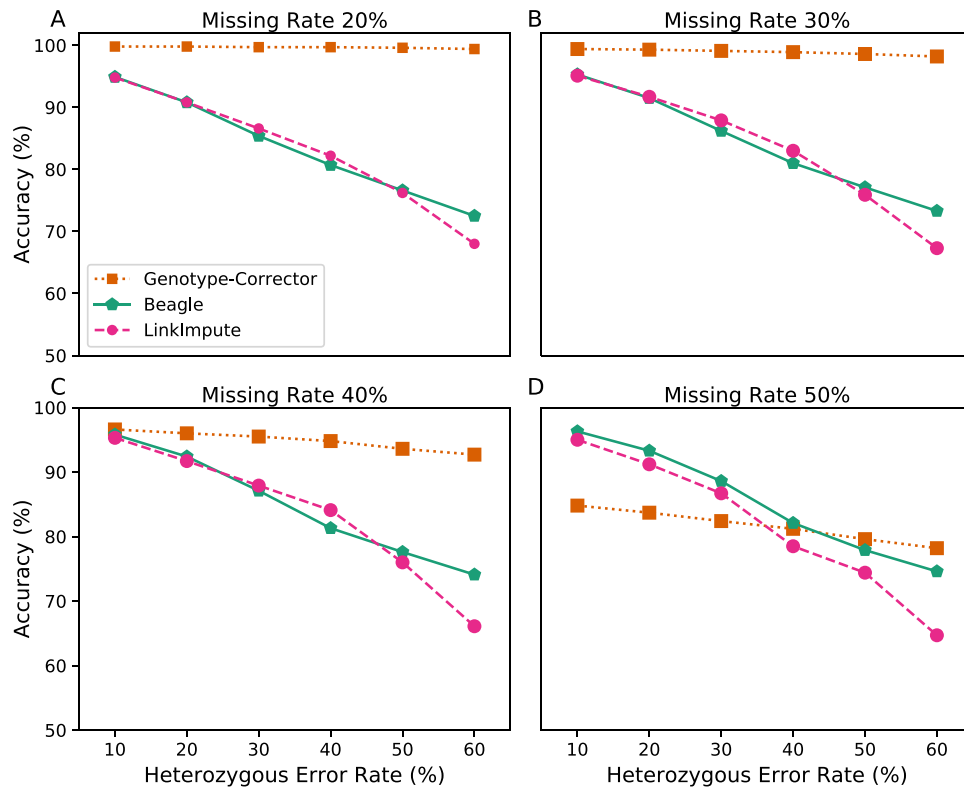 A
Missing Rate 20%
B
Missing Rate 30%
100
90
80
70
60
50
Accuracy (%)
Genotype-Corrector
Beagle
LinkImpute
C
Missing Rate 40%
D
Missing Rate 50%
100
90
80
70
60
50
Accuracy (%)
10 20 30 40 50 60
10 20 30 40 50 60
Heterozygous Error Rate (%)
Heterozygous Error Rate (%)